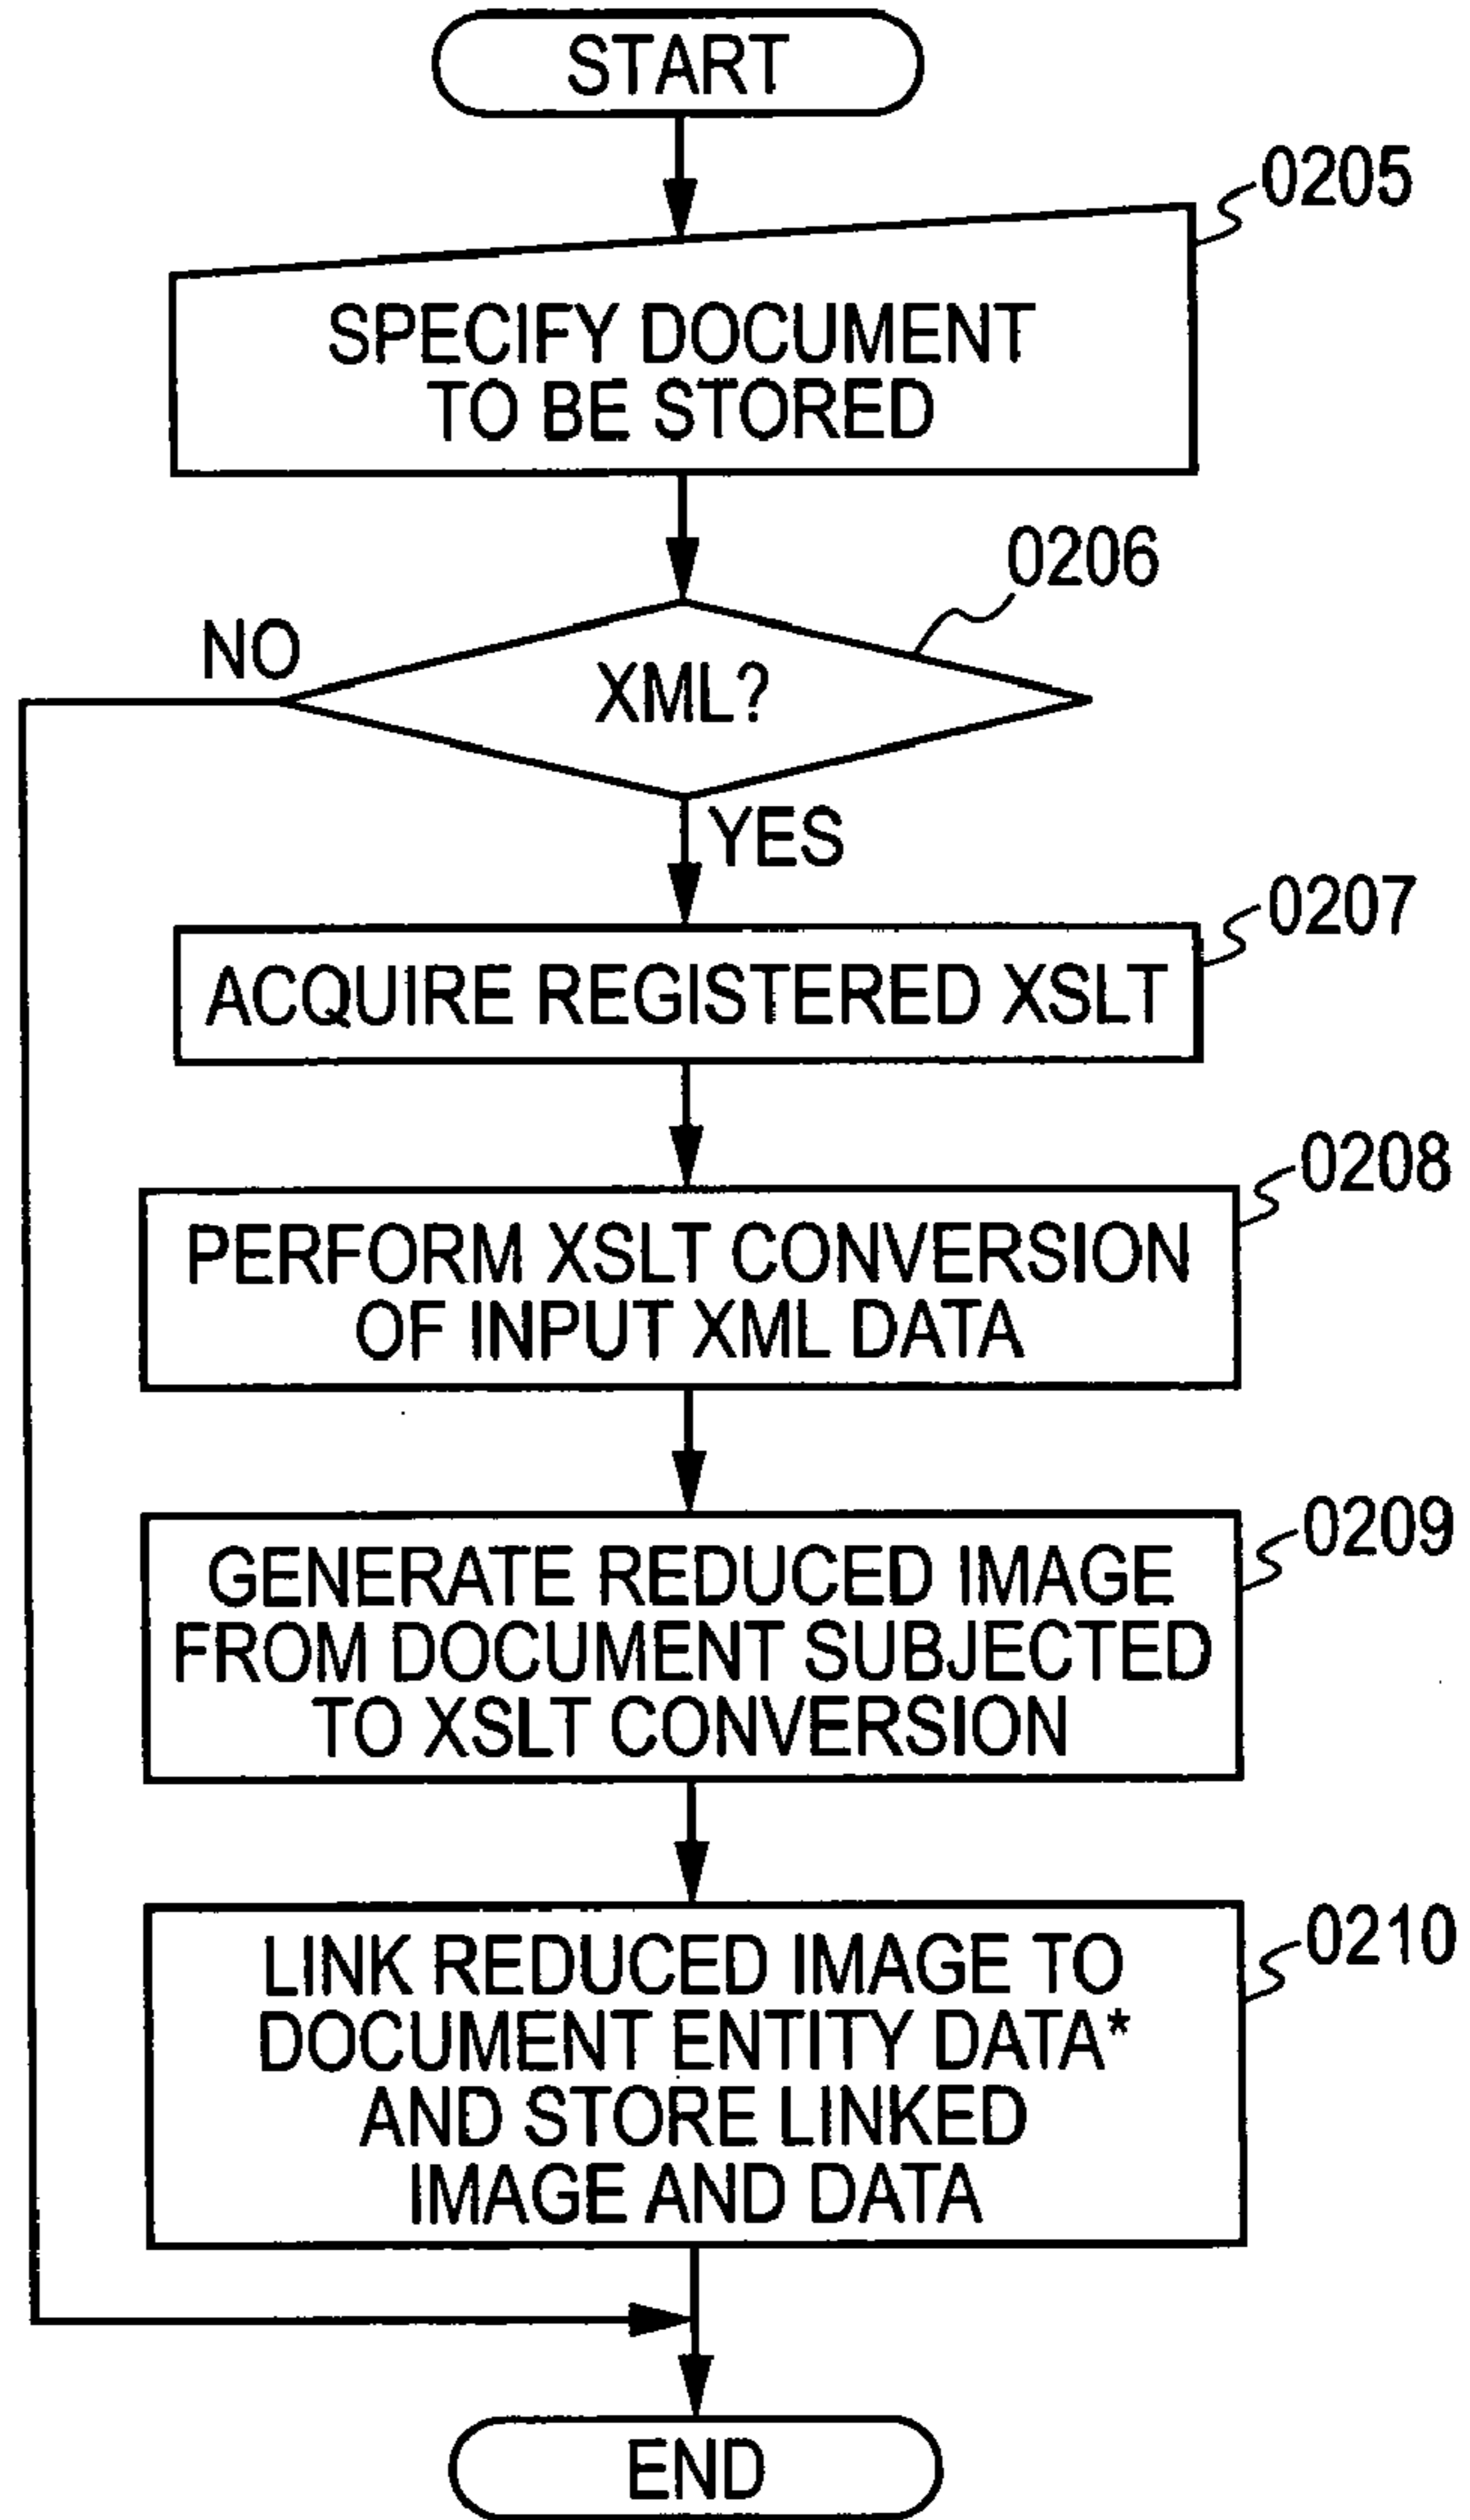 START
0205
SPECIFY DOCUMENT
TO BE STORED
0206
NO
XML?
YES
0207
ACQUIRE REGISTERED XSLT
0208
PERFORM XSLT CONVERSION
OF INPUT XML DATA
0209
GENERATE REDUCED IMAGE
FROM DOCUMENT SUBJECTED
TO XSLT CONVERSION
0210
LINK REDUCED IMAGE TO
DOCUMENT ENTITY DATA*
AND STORE LINKED
IMAGE AND DATA
END